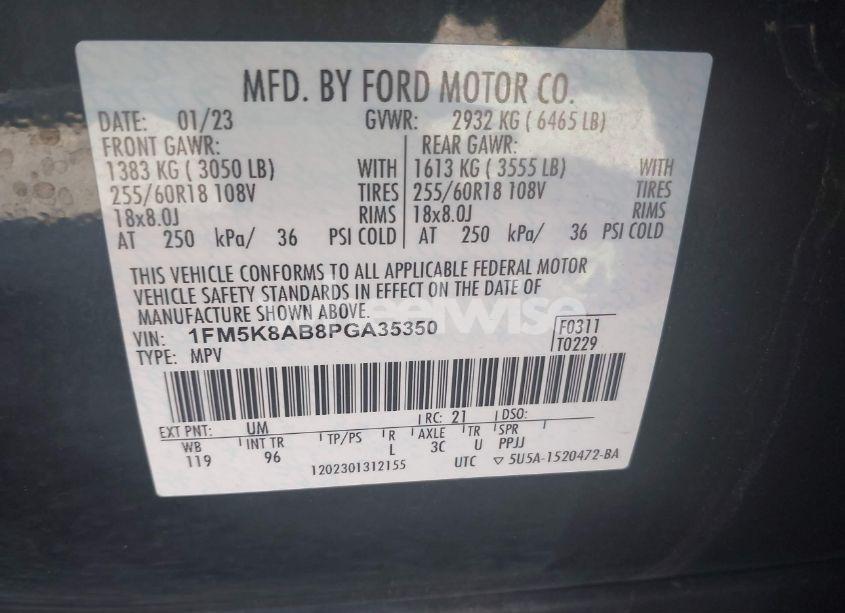 MFD. BY FORD MOTOR CO.
DATE: 01/23 GVWR: 2932 KG ( 6465 LB)
FRONT GAWR: REAR GAWR:
1383 KG ( 3050 LB) WITH 1613 KG ( 3555 LB) WITH
255/60R18 108V TIRES 255/60R18 108V TIRES
18x8.0J RIMS 18x8.0J RIMS
AT 250 kPa/ 36 PSI COLD AT 250 kPa/ 36 PSI COLD
THIS VEHICLE CONFORMS TO ALL APPLICABLE FEDERAL MOTOR
VEHICLE SAFETY STANDARDS IN EFFECT ON THE DATE OF
MANUFACTURE SHOWN ABOVE.
VIN: 1FM5K8AB8PGA35350 F0311
TYPE: MPV T0229
EXT PNT: UM RC: 21 DSO:
WB INT TR TP/PS R AXLE TR SPR
119 96 L 3C U PPJJ
1202301312155 UTC ▽ 5U5A-1520472-BA